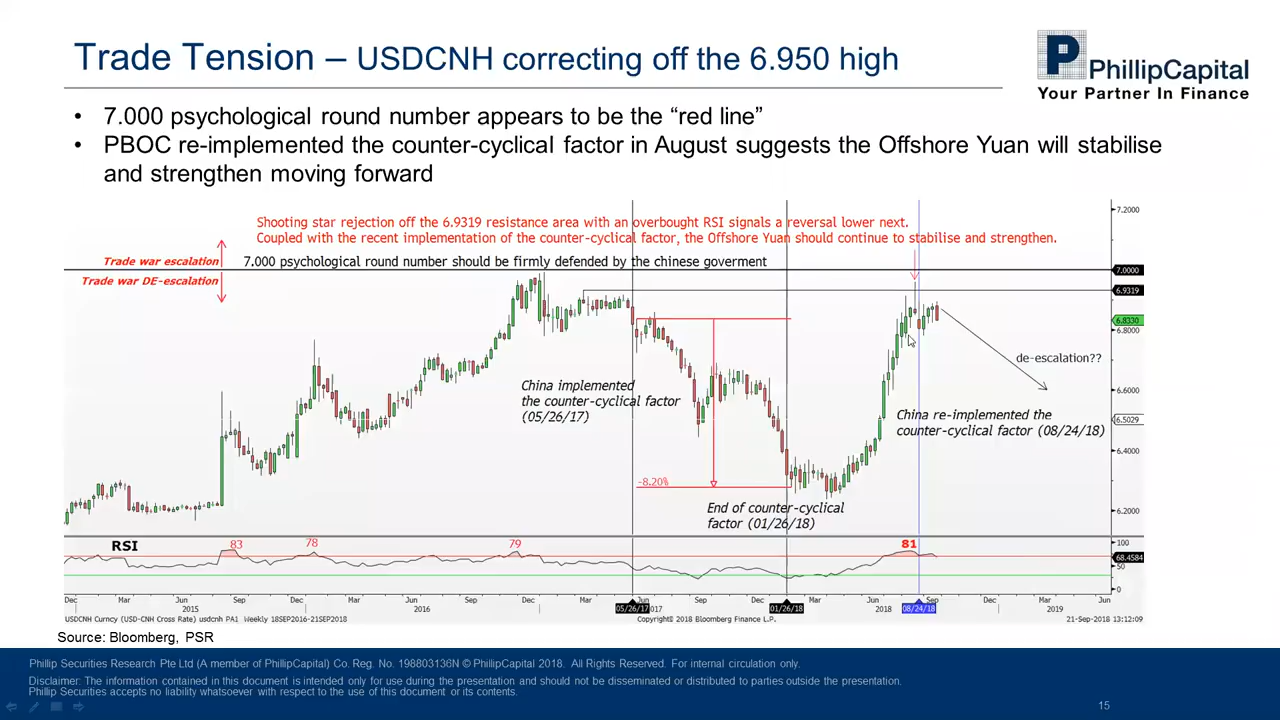 Trade Tension – USDCNH correcting off the 6.950 high
P PhillipCapital
Your Partner In Finance
• 7.000 psychological round number appears to be the “red line”
• PBOC re-implemented the counter-cyclical factor in August suggests the Offshore Yuan will stabilise
and strengthen moving forward
Shooting star rejection off the 6.9319 resistance area with an overbought RSI signals a reversal lower next.
Coupled with the recent implementation of the counter-cyclical factor, the Offshore Yuan should continue to stabilise and strengthen.
Trade war escalation
7.000 psychological round number should be firmly defended by the chinese goverment
Trade war DE-escalation
7.2000
7.0000
6.9319
6.8330
6.8000
6.6000
6.5029
6.4000
6.2000
de-escalation??
China implemented
the counter-cyclical factor
(05/26/17)
China re-implemented the
counter-cyclical factor (08/24/18)
-8.20%
End of counter-cyclical
factor (01/26/18)
RSI
83
78
79
81
100
68.4584
50
0
Dec Mar Jun Sep Dec Mar Jun Sep Dec 05/26/17 Jun Sep 01/26/18 Mar Jun 08/24/18 Sep Dec Mar Jun
2015 2016 2017 2018 2019
USDCNH Curncy (USD-CNH Cross Rate) usdcnh PA1 Weekly 18SEP2016-21SEP2018
Copyright© 2018 Bloomberg Finance L.P.
21-Sep-2018 13:12:09
Source: Bloomberg, PSR
Phillip Securities Research Pte Ltd (A member of PhillipCapital) Co. Reg. No. 198803136N © PhillipCapital 2018. All Rights Reserved. For internal circulation only.
Disclaimer: The information contained in this document is intended only for use during the presentation and should not be disseminated or distributed to parties outside the presentation.
Phillip Securities accepts no liability whatsoever with respect to the use of this document or its contents.
15